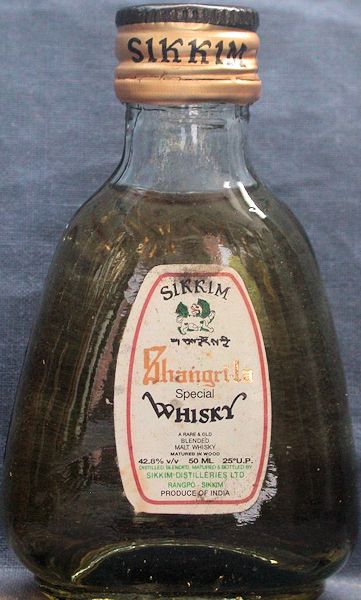 SIKKIM
SIKKIM
Shangrila
Special
WHISKY
A RARE & OLD
BLENDED
MALT WHISKY
MATURED IN WOOD
42.8% v/v 50 ML 25°U.P.
DISTILLED, BLENDED, MATURED & BOTTLED BY
SIKKIM DISTILLERIES LTD
RANGPO - SIKKIM
PRODUCE OF INDIA